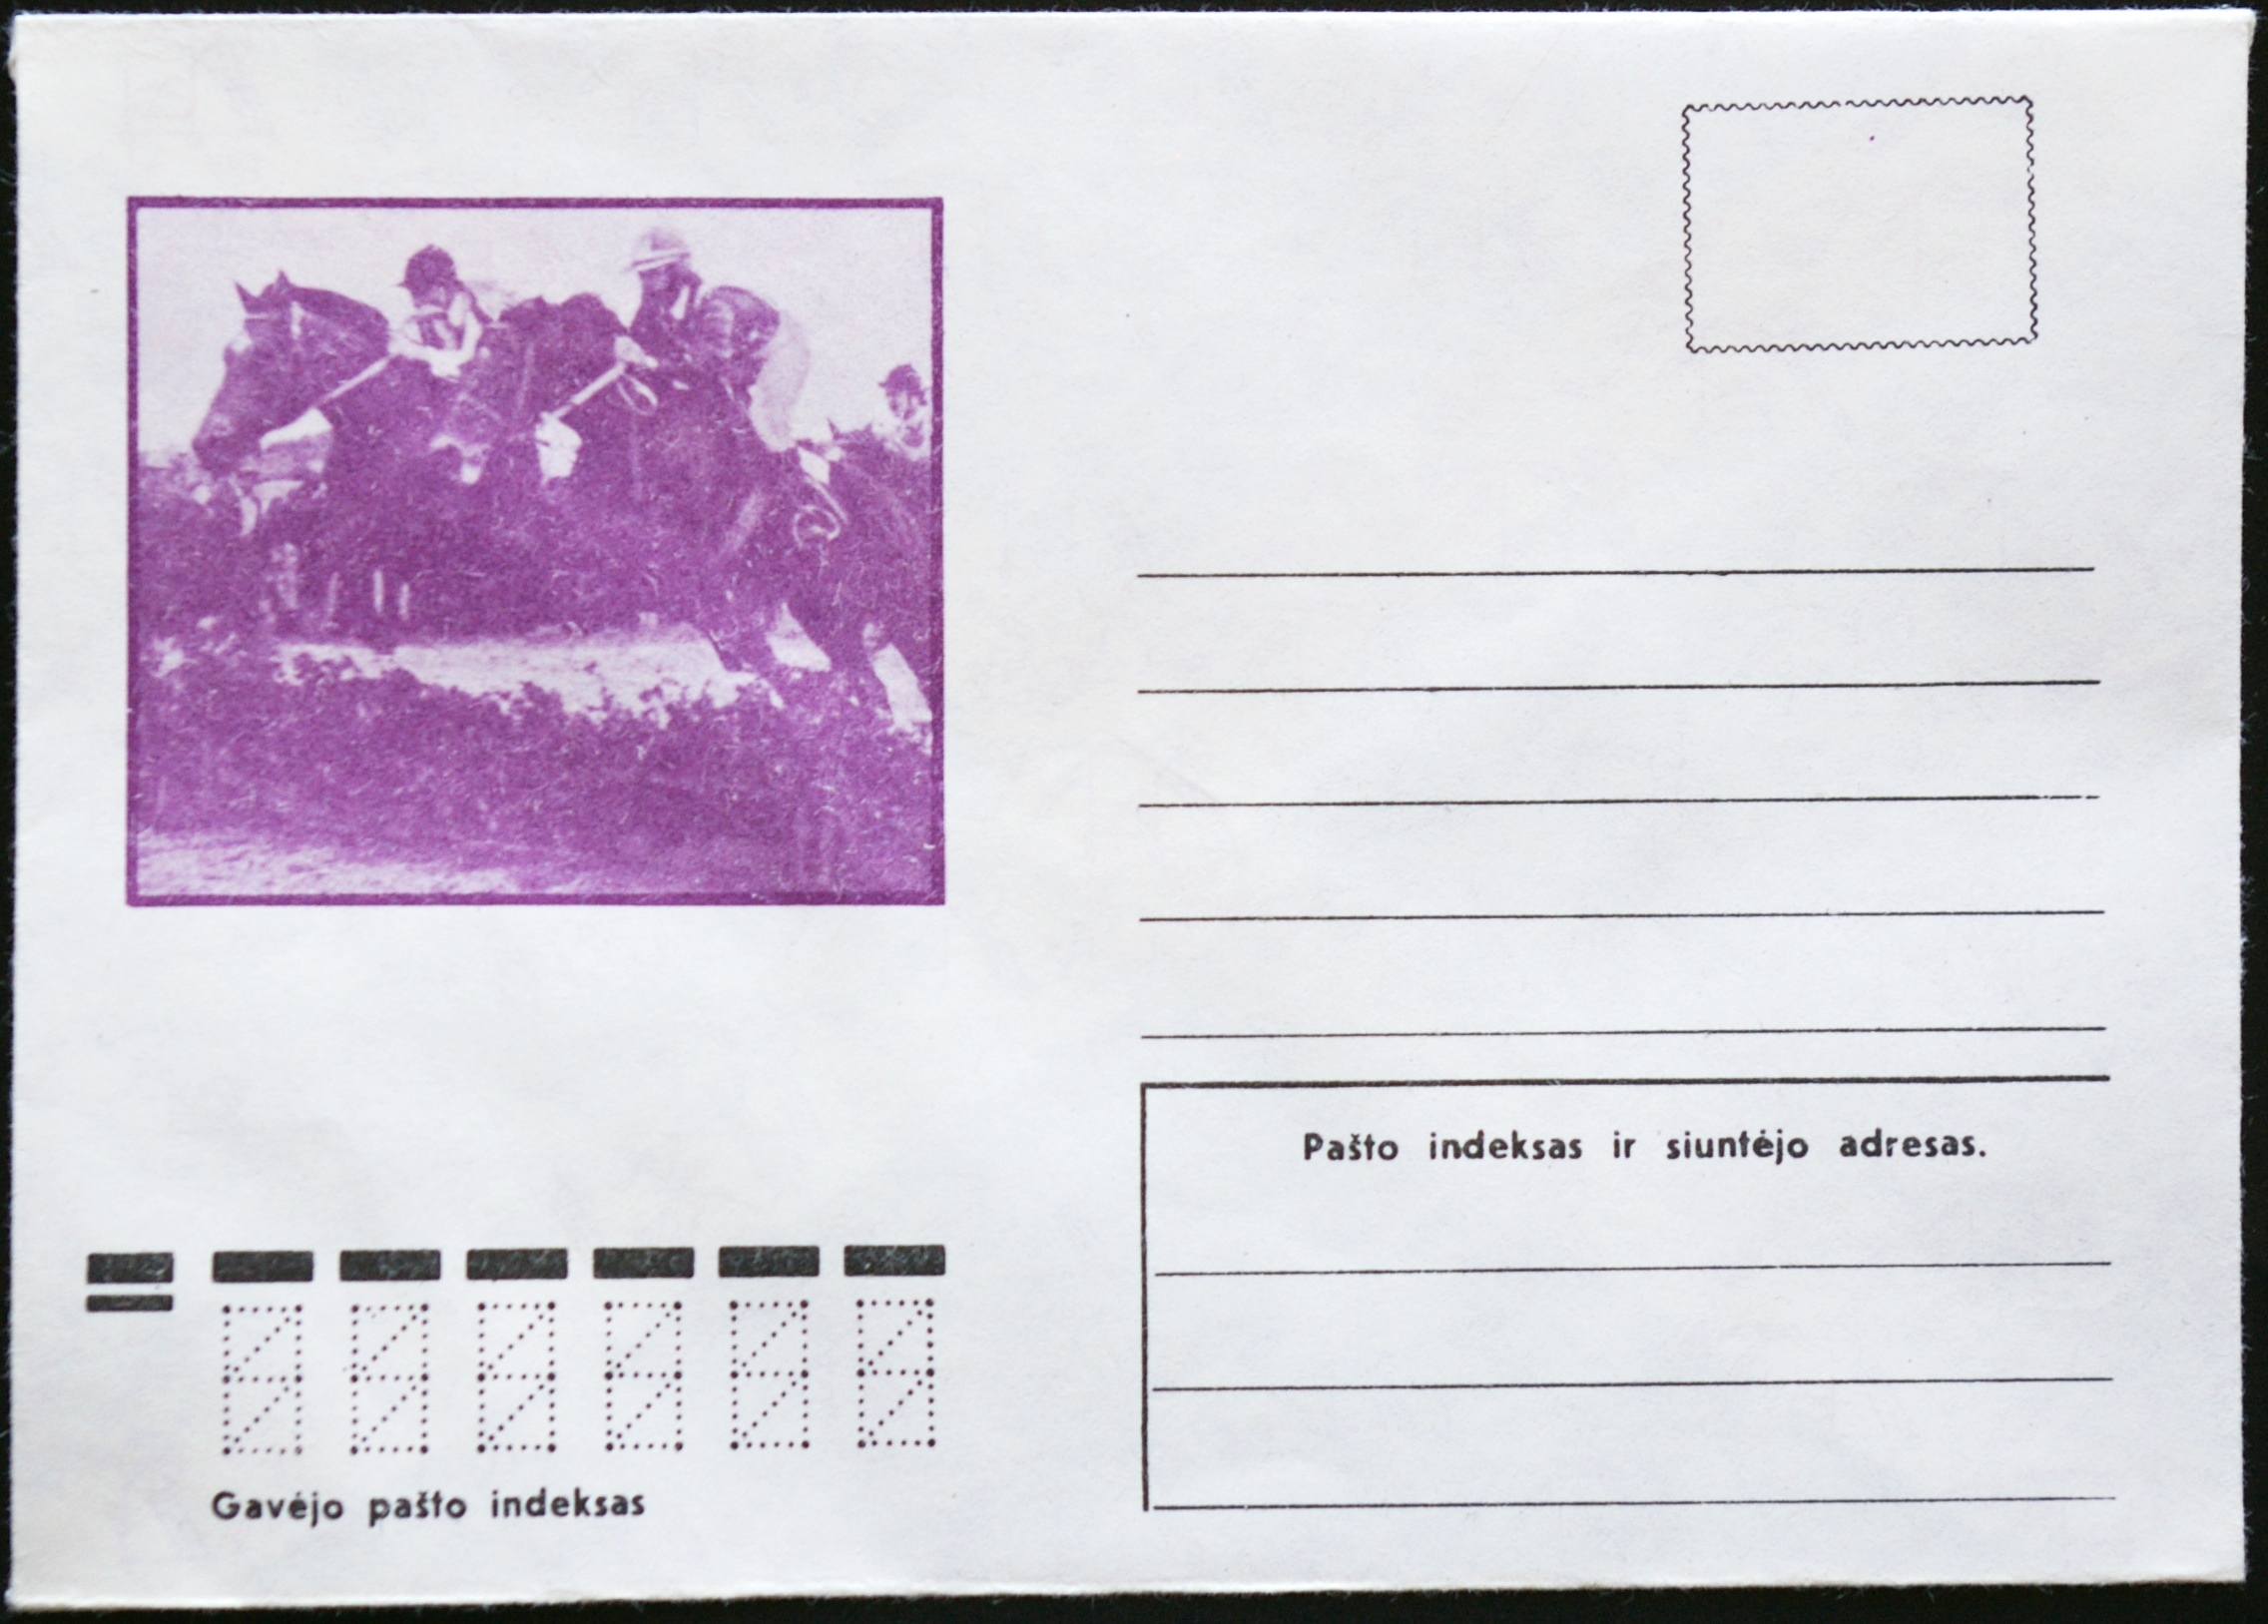 Pašto indeksas ir siuntėjo adresas.
Gavėjo pašto indeksas